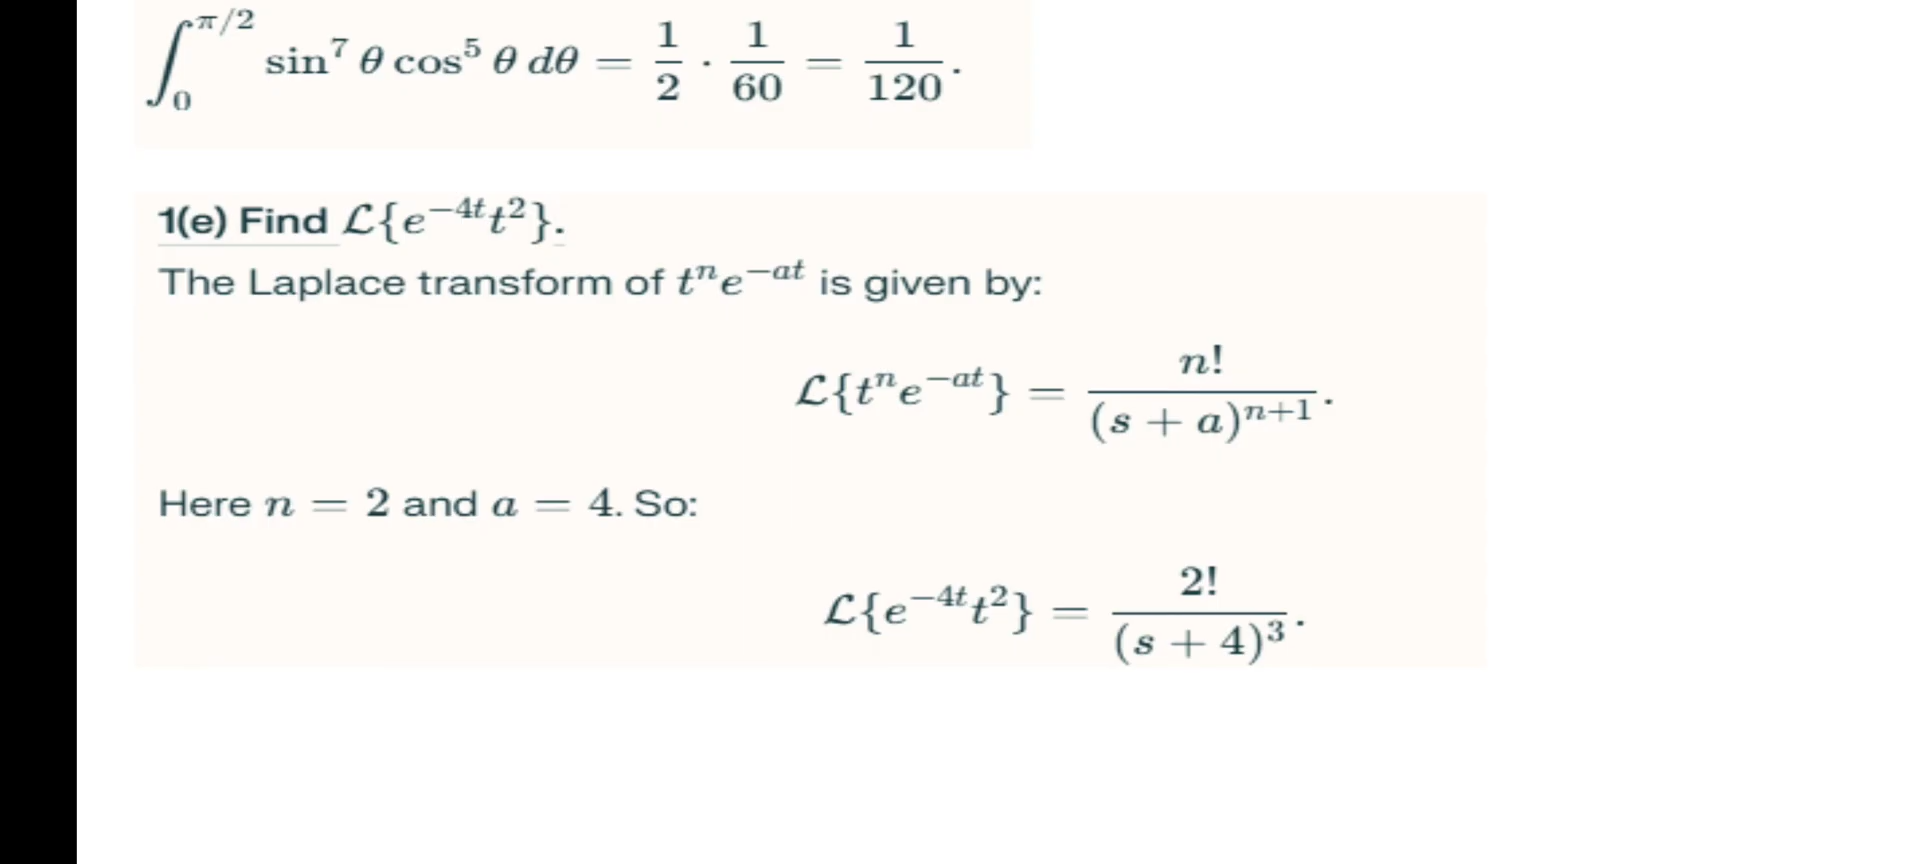 ∫₀^{π/2} sin⁷ θ cos⁵ θ dθ = 1/2 · 1/60 = 1/120.
1(e) Find ℒ{e^{−4t}t²}.
The Laplace transform of tⁿe^{−at} is given by:
ℒ{tⁿe^{−at}} = n!/(s + a)^{n+1}.
Here n = 2 and a = 4. So:
ℒ{e^{−4t}t²} = 2!/(s + 4)³.